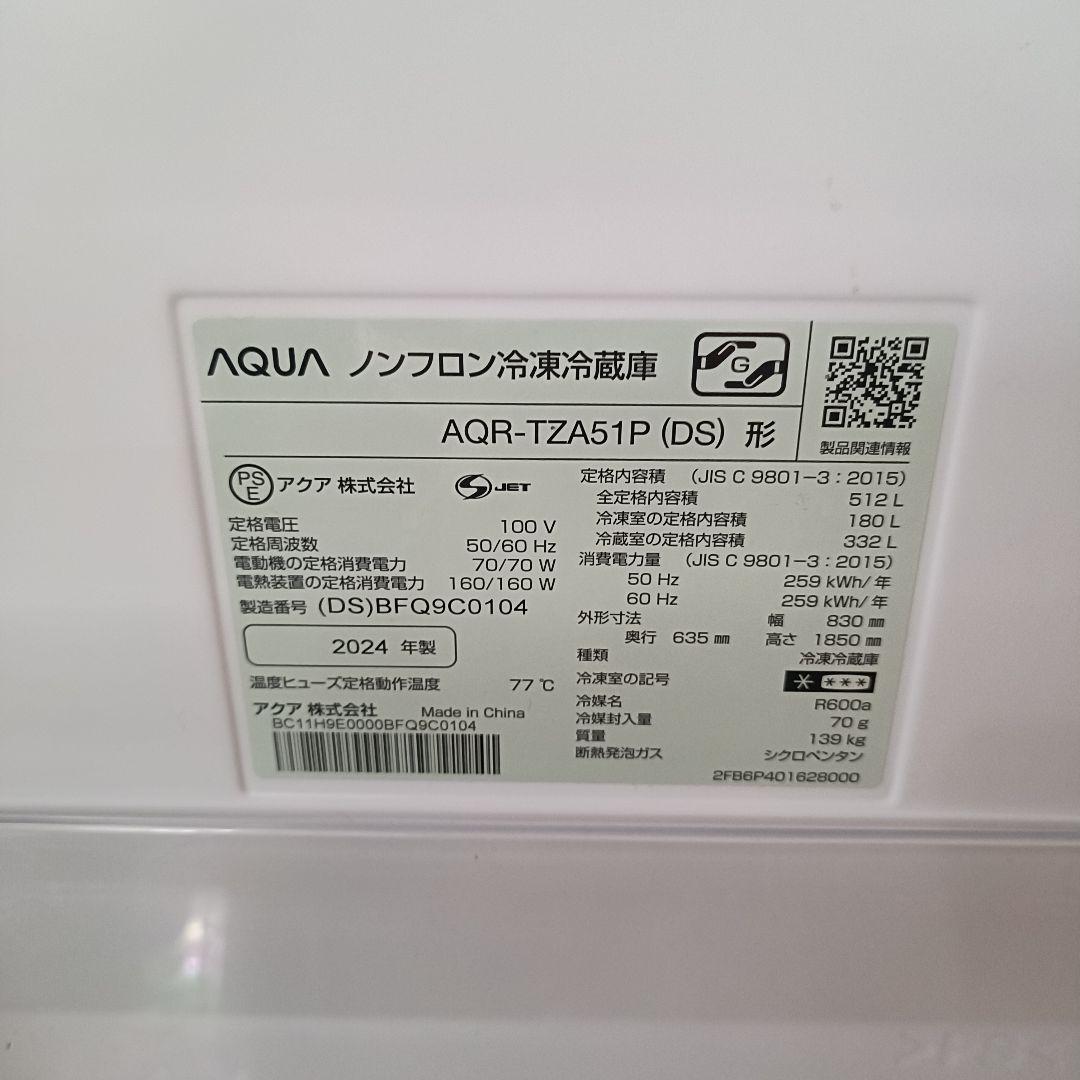 AQUA ノンフロン冷凍冷蔵庫 G
AQR-TZA51P (DS) 形
製品関連情報
PSE アクア 株式会社 S JET
定格電圧 100 V
定格周波数 50/60 Hz
電動機の定格消費電力 70/70 W
電熱装置の定格消費電力 160/160 W
製造番号 (DS)BFQ9C0104
2024 年製
温度ヒューズ定格動作温度 77 ℃
アクア 株式会社 Made in China
BC11H9E0000BFQ9C0104
定格内容積 (JIS C 9801-3:2015)
全定格内容積 512 L
冷凍室の定格内容積 180 L
冷蔵室の定格内容積 332 L
消費電力量 (JIS C 9801-3:2015)
50 Hz 259 kWh/年
60 Hz 259 kWh/年
外形寸法 幅 830 ㎜
奥行 635 ㎜ 高さ 1850 ㎜
種類 冷凍冷蔵庫
冷凍室の記号 * ***
冷媒名 R600a
冷媒封入量 70 g
質量 139 kg
断熱発泡ガス シクロペンタン
2FB6P401628000